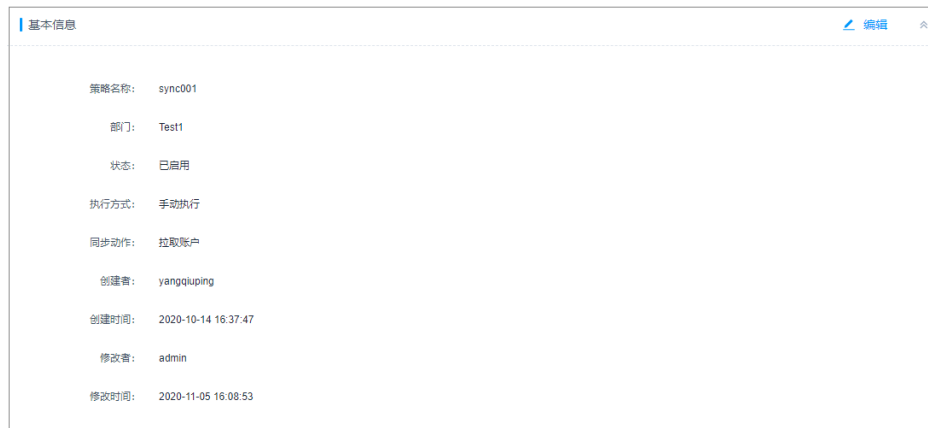 基本信息 编辑
策略名称： sync001
部门： Test1
状态： 已启用
执行方式： 手动执行
同步动作： 拉取账户
创建者： yangqiuping
创建时间： 2020-10-14 16:37:47
修改者： admin
修改时间： 2020-11-05 16:08:53